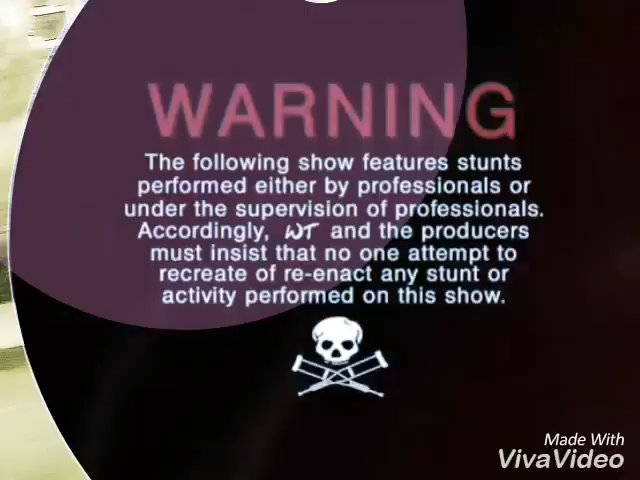 WARNING
The following show features stunts
performed either by professionals or
under the supervision of professionals.
Accordingly, WT and the producers
must insist that no one attempt to
recreate of re-enact any stunt or
activity performed on this show.
Made With
VivaVideo